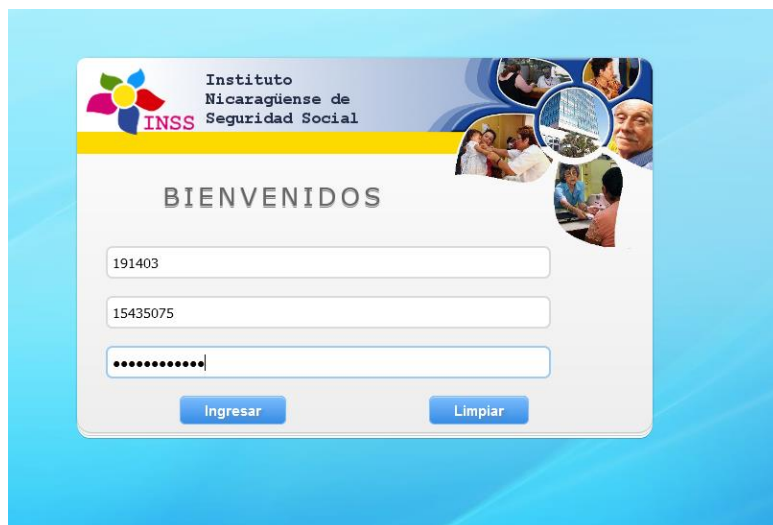 Instituto
Nicaragüense de
Seguridad Social
INSS
BIENVENIDOS
191403
15435075
••••••••••••
Ingresar
Limpiar